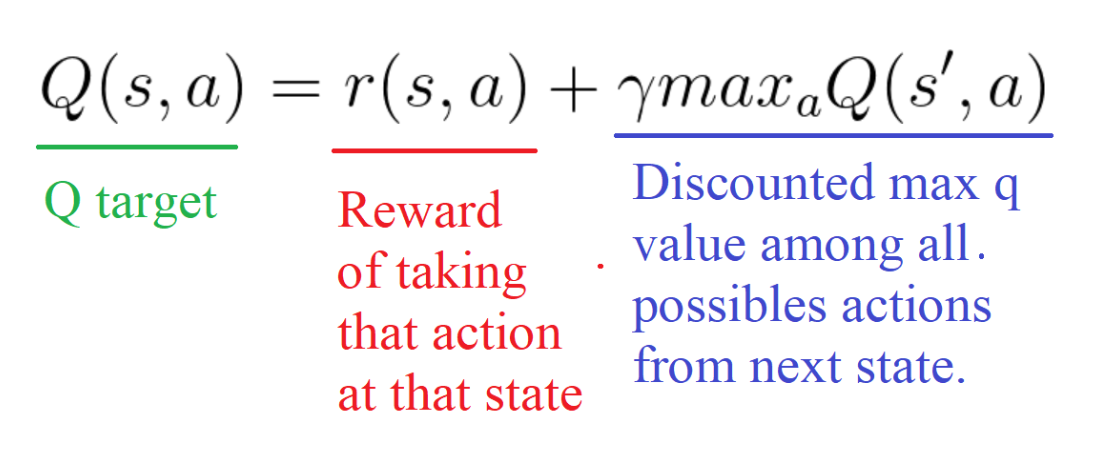 Q(s, a) = r(s, a) + γmaxₐQ(s′, a)
Q target
Reward
of taking
that action
at that state
Discounted max q
value among all.
possibles actions
from next state.